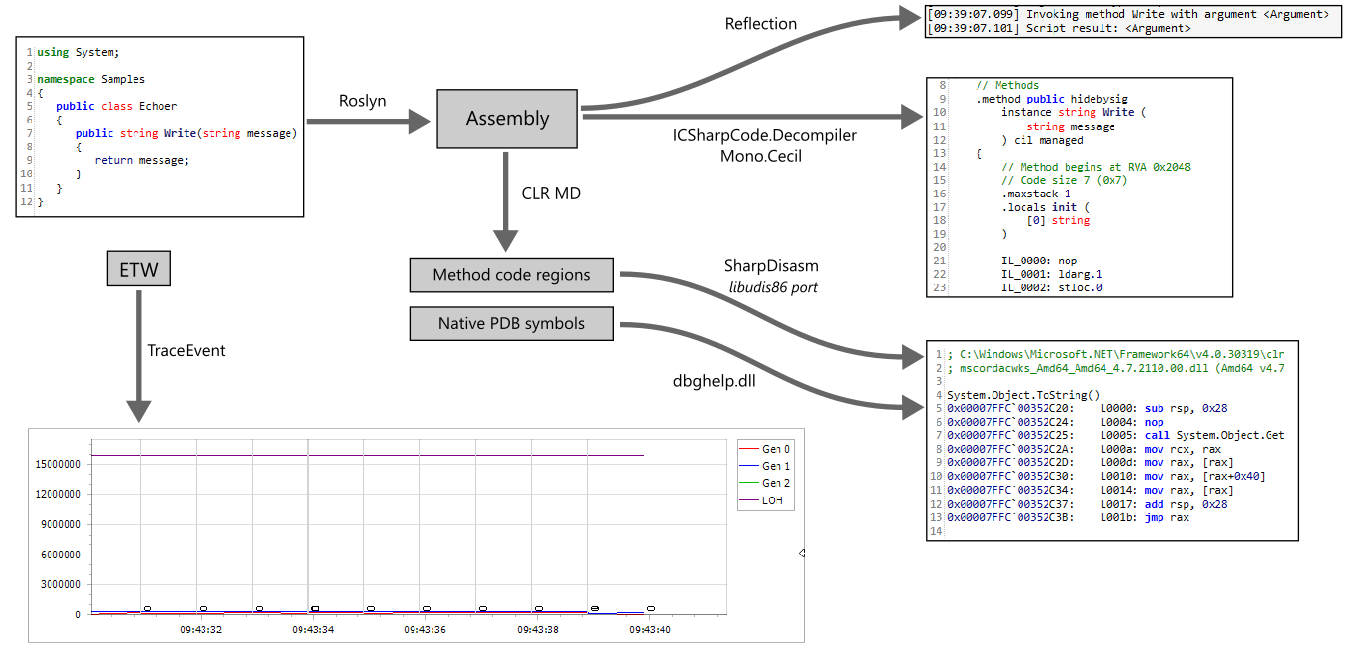 Reflection
[09:39:07.099] Invoking method Write with argument <Argument>
[09:39:07.101] Script result: <Argument>
1 using System;
2
3 namespace Samples
4 {
5 public class Echoer
6 {
7 public string Write(string message)
8 {
9 return message;
10 }
11 }
12 }
Roslyn
Assembly
ICSharpCode.Decompiler
Mono.Cecil
8 // Methods
9 .method public hidebysig
10 instance string Write (
11 string message
12 ) cil managed
13 {
14 // Method begins at RVA 0x2048
15 // Code size 7 (0x7)
16 .maxstack 1
17 .locals init (
18 [0] string
19 )
20
21 IL_0000: nop
22 IL_0001: ldarg.1
23 IL_0002: stloc.0
CLR MD
ETW
TraceEvent
Method code regions
Native PDB symbols
SharpDisasm
libudis86 port
dbghelp.dll
1 ; C:\Windows\Microsoft.NET\Framework64\v4.0.30319\clr
2 ; mscordacwks_Amd64_Amd64_4.7.2110.00.dll (Amd64 v4.7
3
4 System.Object.ToString()
5 0x00007FFC`00352C20: L0000: sub rsp, 0x28
6 0x00007FFC`00352C24: L0004: nop
7 0x00007FFC`00352C25: L0005: call System.Object.Get
8 0x00007FFC`00352C2A: L000a: mov rcx, rax
9 0x00007FFC`00352C2D: L000d: mov rax, [rax]
10 0x00007FFC`00352C30: L0010: mov rax, [rax+0x40]
11 0x00007FFC`00352C34: L0014: mov rax, [rax]
12 0x00007FFC`00352C37: L0017: add rsp, 0x28
13 0x00007FFC`00352C3B: L001b: jmp rax
14
15000000
12000000
9000000
6000000
3000000
0
09:43:32 09:43:34 09:43:36 09:43:38 09:43:40
Gen 0
Gen 1
Gen 2
LOH